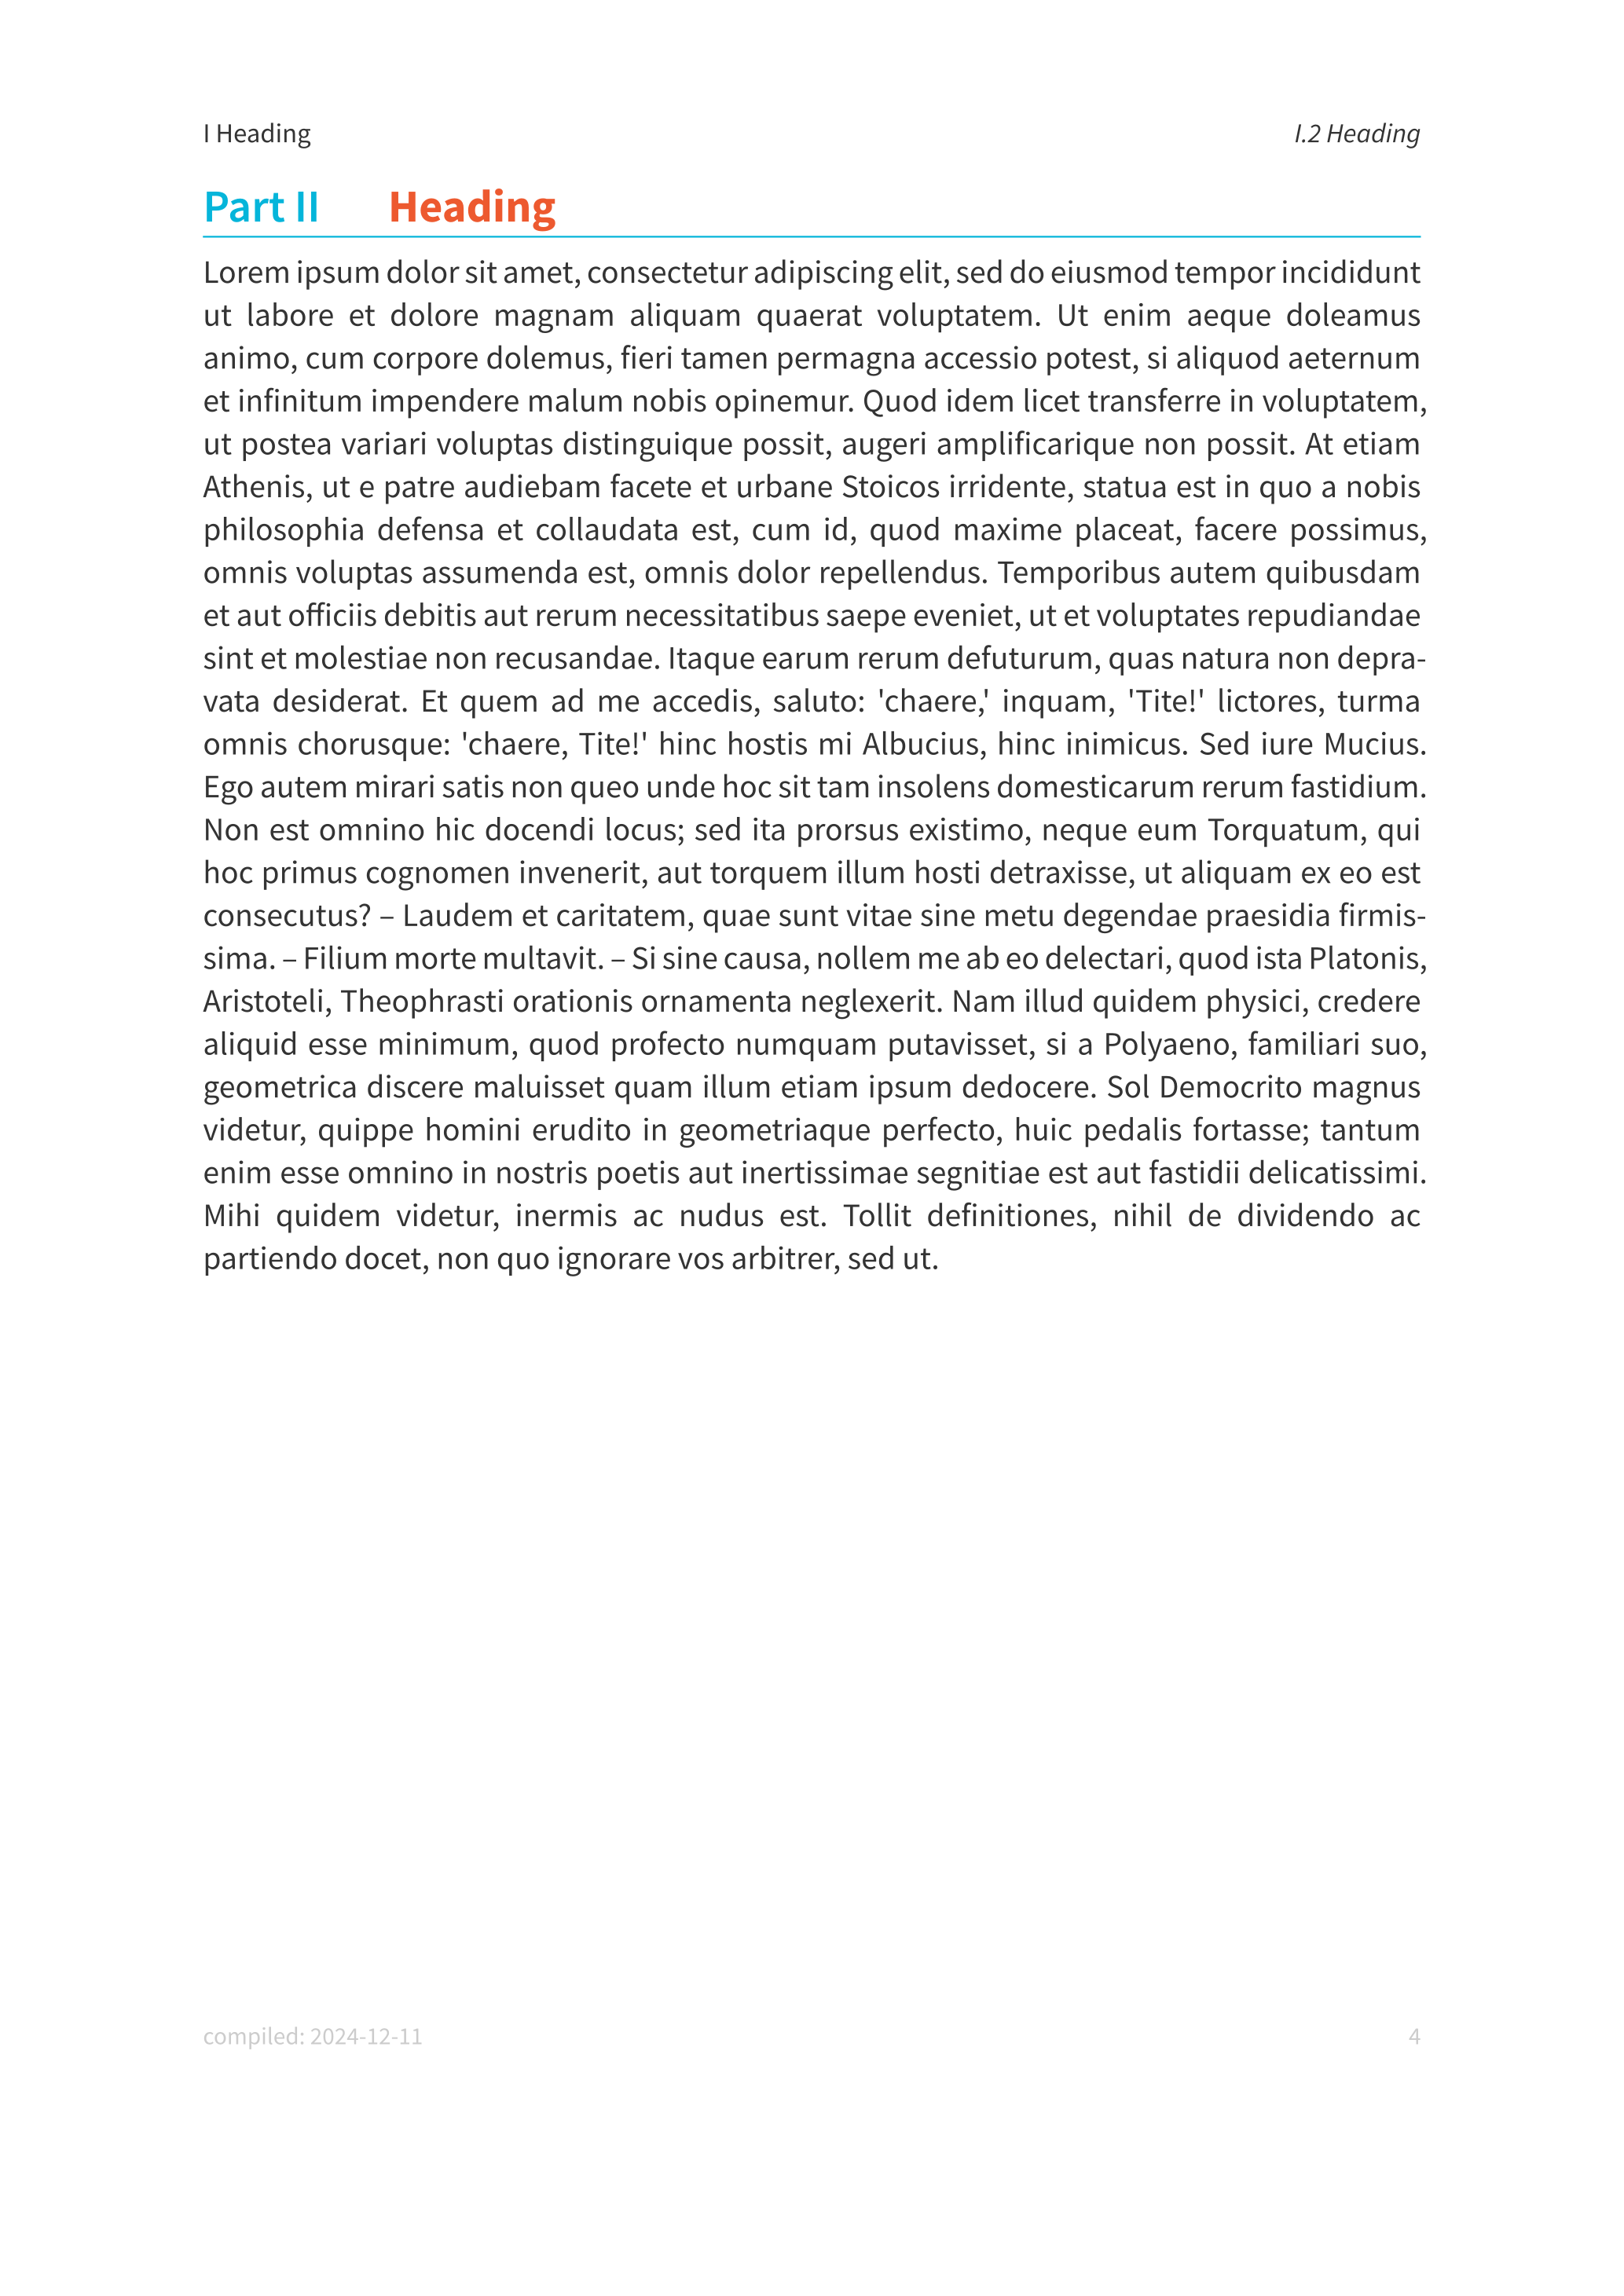 I Heading I.2 Heading
Part II Heading
Lorem ipsum dolor sit amet, consectetur adipiscing elit, sed do eiusmod tempor incididunt
ut labore et dolore magnam aliquam quaerat voluptatem. Ut enim aeque doleamus
animo, cum corpore dolemus, fieri tamen permagna accessio potest, si aliquod aeternum
et infinitum impendere malum nobis opinemur. Quod idem licet transferre in voluptatem,
ut postea variari voluptas distinguique possit, augeri amplificarique non possit. At etiam
Athenis, ut e patre audiebam facete et urbane Stoicos irridente, statua est in quo a nobis
philosophia defensa et collaudata est, cum id, quod maxime placeat, facere possimus,
omnis voluptas assumenda est, omnis dolor repellendus. Temporibus autem quibusdam
et aut officiis debitis aut rerum necessitatibus saepe eveniet, ut et voluptates repudiandae
sint et molestiae non recusandae. Itaque earum rerum defuturum, quas natura non depra-
vata desiderat. Et quem ad me accedis, saluto: 'chaere,' inquam, 'Tite!' lictores, turma
omnis chorusque: 'chaere, Tite!' hinc hostis mi Albucius, hinc inimicus. Sed iure Mucius.
Ego autem mirari satis non queo unde hoc sit tam insolens domesticarum rerum fastidium.
Non est omnino hic docendi locus; sed ita prorsus existimo, neque eum Torquatum, qui
hoc primus cognomen invenerit, aut torquem illum hosti detraxisse, ut aliquam ex eo est
consecutus? – Laudem et caritatem, quae sunt vitae sine metu degendae praesidia firmis-
sima. – Filium morte multavit. – Si sine causa, nollem me ab eo delectari, quod ista Platonis,
Aristoteli, Theophrasti orationis ornamenta neglexerit. Nam illud quidem physici, credere
aliquid esse minimum, quod profecto numquam putavisset, si a Polyaeno, familiari suo,
geometrica discere maluisset quam illum etiam ipsum dedocere. Sol Democrito magnus
videtur, quippe homini erudito in geometriaque perfecto, huic pedalis fortasse; tantum
enim esse omnino in nostris poetis aut inertissimae segnitiae est aut fastidii delicatissimi.
Mihi quidem videtur, inermis ac nudus est. Tollit definitiones, nihil de dividendo ac
partiendo docet, non quo ignorare vos arbitrer, sed ut.
compiled: 2024-12-11 4